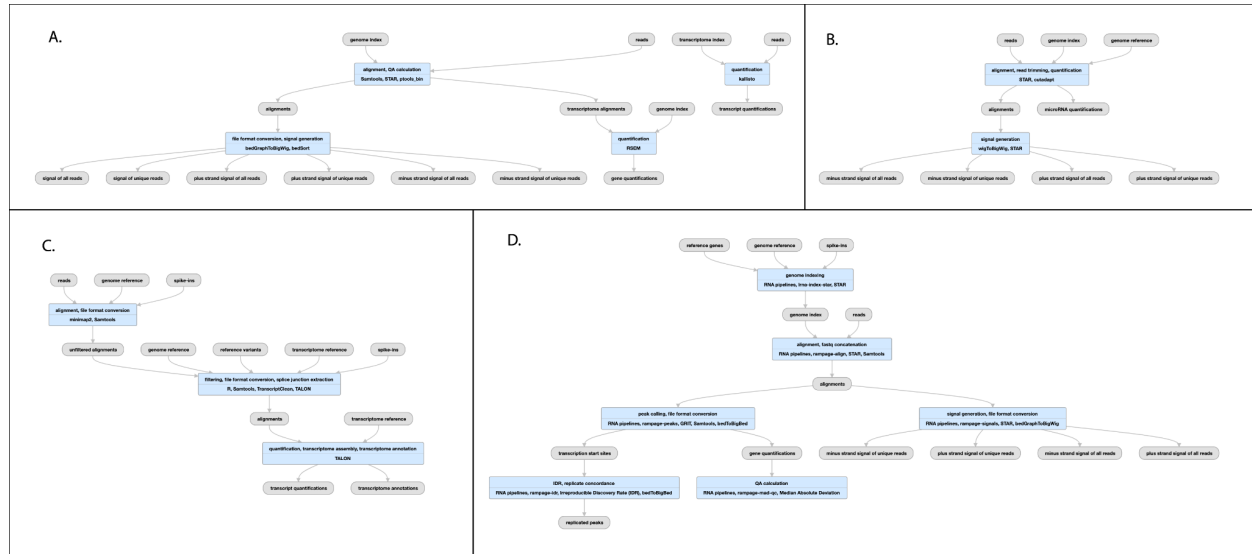 A.
genome index
reads
transcriptome index
reads
alignment, QA calculation
Samtools, STAR, ptools_bin
quantification
kallisto
alignments
transcriptome alignments
genome index
transcript quantifications
file format conversion, signal generation
bedGraphToBigWig, bedSort
quantification
RSEM
signal of all reads
signal of unique reads
plus strand signal of all reads
plus strand signal of unique reads
minus strand signal of all reads
minus strand signal of unique reads
gene quantifications
B.
reads
genome index
genome reference
alignment, read trimming, quantification
STAR, cutadapt
alignments
microRNA quantifications
signal generation
wigToBigWig, STAR
minus strand signal of all reads
minus strand signal of unique reads
plus strand signal of all reads
plus strand signal of unique reads
C.
reads
genome reference
spike-ins
alignment, file format conversion
minimap2, Samtools
unfiltered alignments
genome reference
reference variants
transcriptome reference
spike-ins
filtering, file format conversion, splice junction extraction
R, Samtools, TranscriptClean, TALON
alignments
transcriptome reference
quantification, transcriptome assembly, transcriptome annotation
TALON
transcript quantifications
transcriptome annotations
D.
reference genes
genome reference
spike-ins
genome indexing
RNA pipelines, lrna-index-star, STAR
genome index
reads
alignment, fastq concatenation
RNA pipelines, rampage-align, STAR, Samtools
alignments
peak calling, file format conversion
RNA pipelines, rampage-peaks, GRIT, Samtools, bedToBigBed
signal generation, file format conversion
RNA pipelines, rampage-signals, STAR, bedGraphToBigWig
transcription start sites
gene quantifications
minus strand signal of unique reads
plus strand signal of unique reads
minus strand signal of all reads
plus strand signal of all reads
IDR, replicate concordance
RNA pipelines, rampage-idr, Irreproducible Discovery Rate (IDR), bedToBigBed
QA calculation
RNA pipelines, rampage-mad-qc, Median Absolute Deviation
replicated peaks